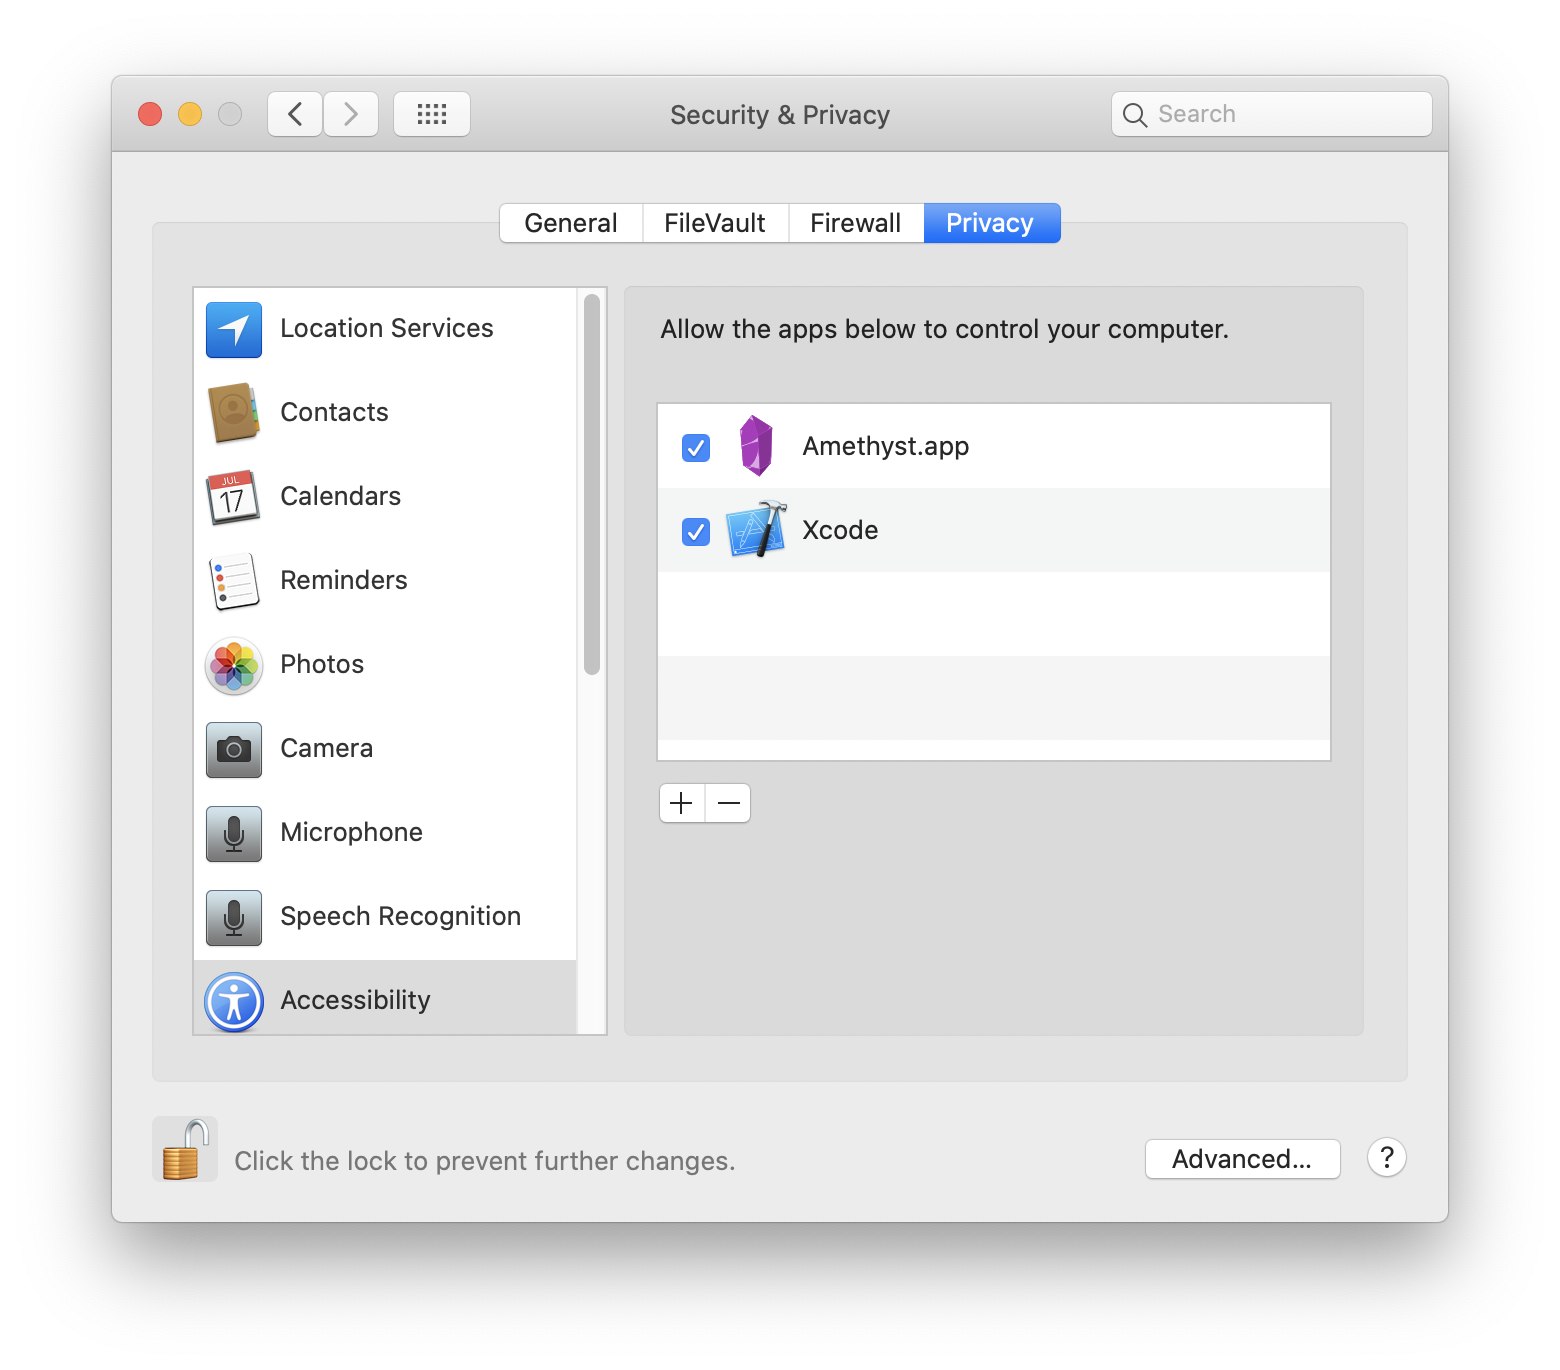 Security & Privacy
Search
General
FileVault
Firewall
Privacy
Location Services
Contacts
JUL
17
Calendars
Reminders
Photos
Camera
Microphone
Speech Recognition
Accessibility
Allow the apps below to control your computer.
Amethyst.app
Xcode
Click the lock to prevent further changes.
Advanced...
?